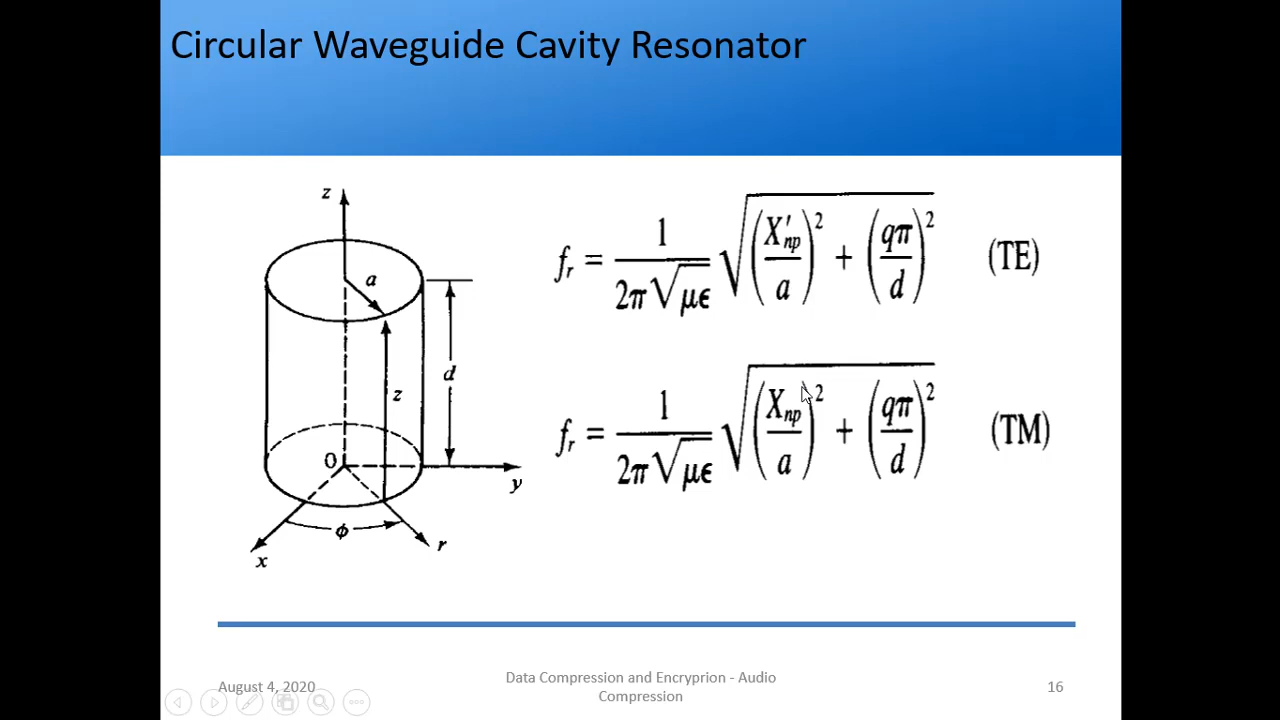 Circular Waveguide Cavity Resonator
z
a
d
z
0
y
ϕ
r
x
f_r = 1 / (2π√με) √((X′_np / a)² + (qπ / d)²) (TE)
f_r = 1 / (2π√με) √((X_np / a)² + (qπ / d)²) (TM)
August 4, 2020
Data Compression and Encryprion - Audio
Compression
16